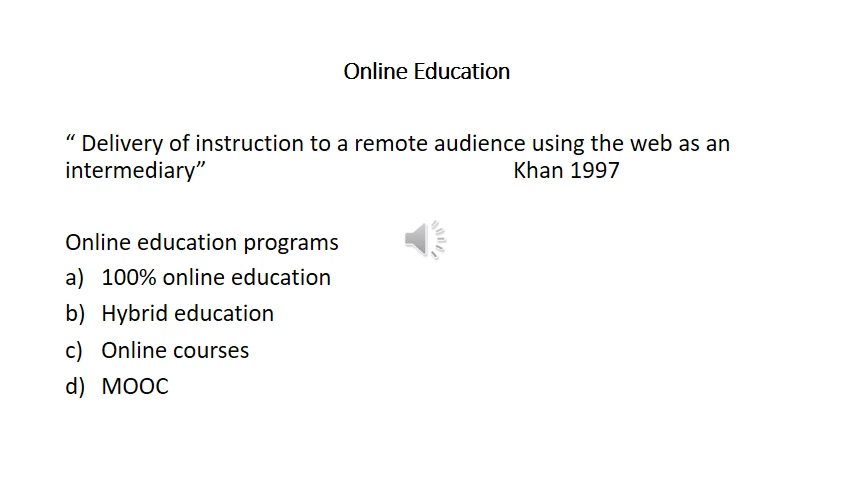 Online Education
“ Delivery of instruction to a remote audience using the web as an
intermediary” Khan 1997
Online education programs
a) 100% online education
b) Hybrid education
c) Online courses
d) MOOC